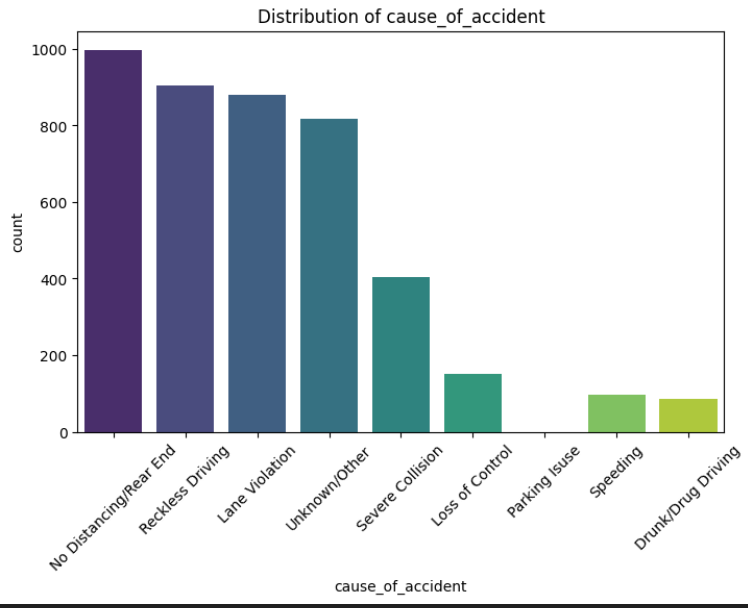 Distribution of cause_of_accident
1000
800
600
400
200
0
count
No Distancing/Rear End
Reckless Driving
Lane Violation
Unknown/Other
Severe Collision
Loss of Control
Parking Isuse
Speeding
Drunk/Drug Driving
cause_of_accident